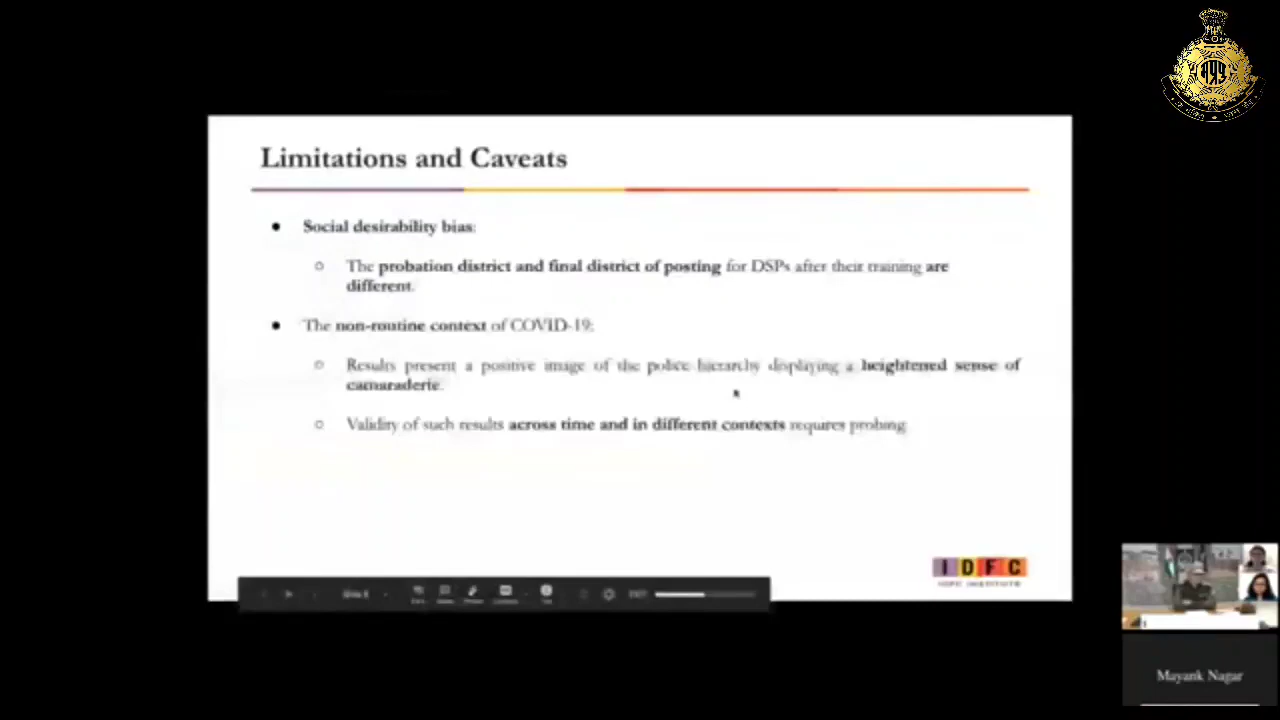 Limitations and Caveats
● Social desirability bias:
○ The probation district and final district of posting for DSPs after their training are
different.
● The non-routine context of COVID-19:
○ Results present a positive image of the police hierarchy displaying a heightened sense of
camaraderie.
○ Validity of such results across time and in different contexts requires probing.
IDFC
IDFC INSTITUTE
Mayank Nagar